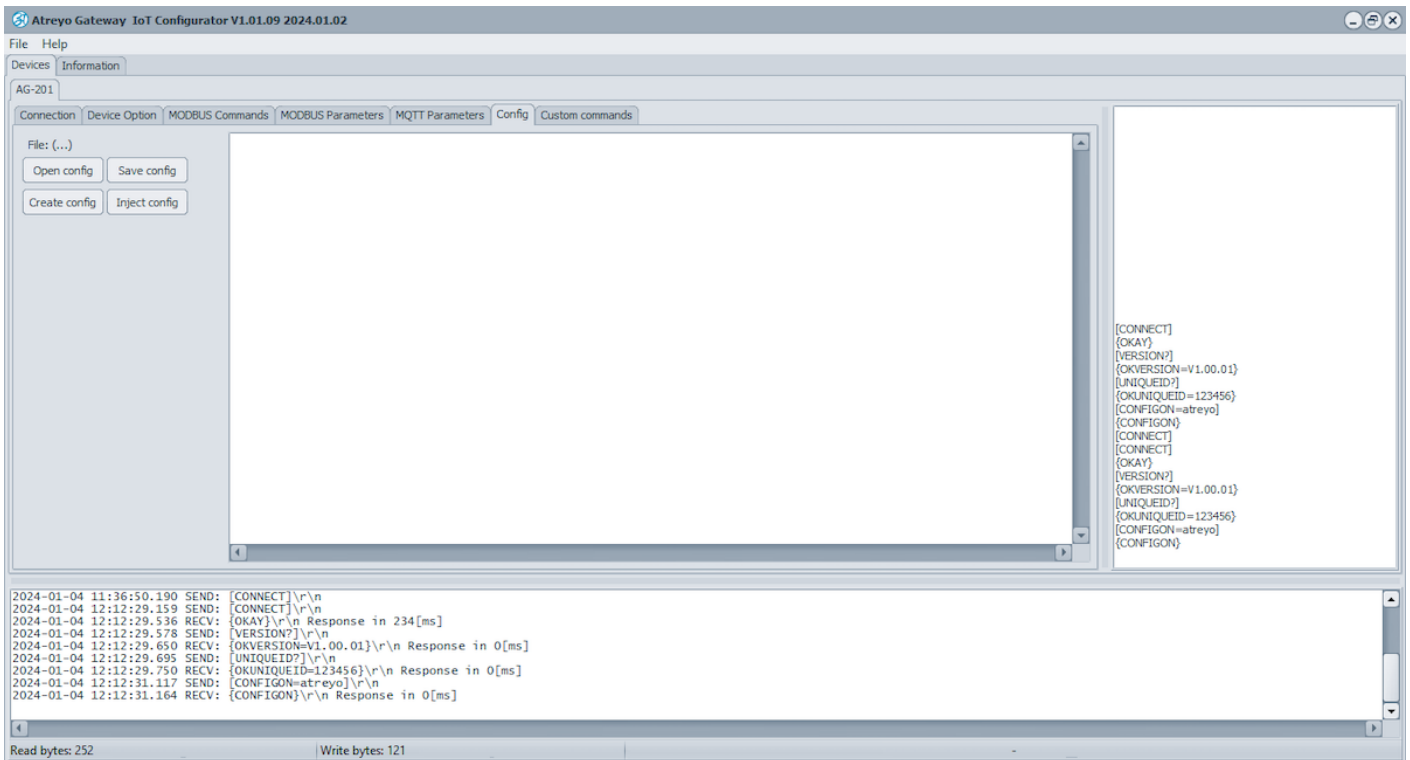 Atreyo Gateway IoT Configurator V1.01.09 2024.01.02
File Help
Devices Information
AG-201
Connection Device Option MODBUS Commands MODBUS Parameters MQTT Parameters Config Custom commands
File: (...)
Open config Save config
Create config Inject config
[CONNECT]
{OKAY}
[VERSION?]
{OKVERSION=V1.00.01}
[UNIQUEID?]
{OKUNIQUEID=123456}
[CONFIGON=atreyo]
{CONFIGON}
[CONNECT]
[CONNECT]
{OKAY}
[VERSION?]
{OKVERSION=V1.00.01}
[UNIQUEID?]
{OKUNIQUEID=123456}
[CONFIGON=atreyo]
{CONFIGON}
2024-01-04 11:36:50.190 SEND: [CONNECT]\r\n
2024-01-04 12:12:29.159 SEND: [CONNECT]\r\n
2024-01-04 12:12:29.536 RECV: {OKAY}\r\n Response in 234[ms]
2024-01-04 12:12:29.578 SEND: [VERSION?]\r\n
2024-01-04 12:12:29.650 RECV: {OKVERSION=V1.00.01}\r\n Response in 0[ms]
2024-01-04 12:12:29.695 SEND: [UNIQUEID?]\r\n
2024-01-04 12:12:29.750 RECV: {OKUNIQUEID=123456}\r\n Response in 0[ms]
2024-01-04 12:12:31.117 SEND: [CONFIGON=atreyo]\r\n
2024-01-04 12:12:31.164 RECV: {CONFIGON}\r\n Response in 0[ms]
Read bytes: 252 Write bytes: 121 -